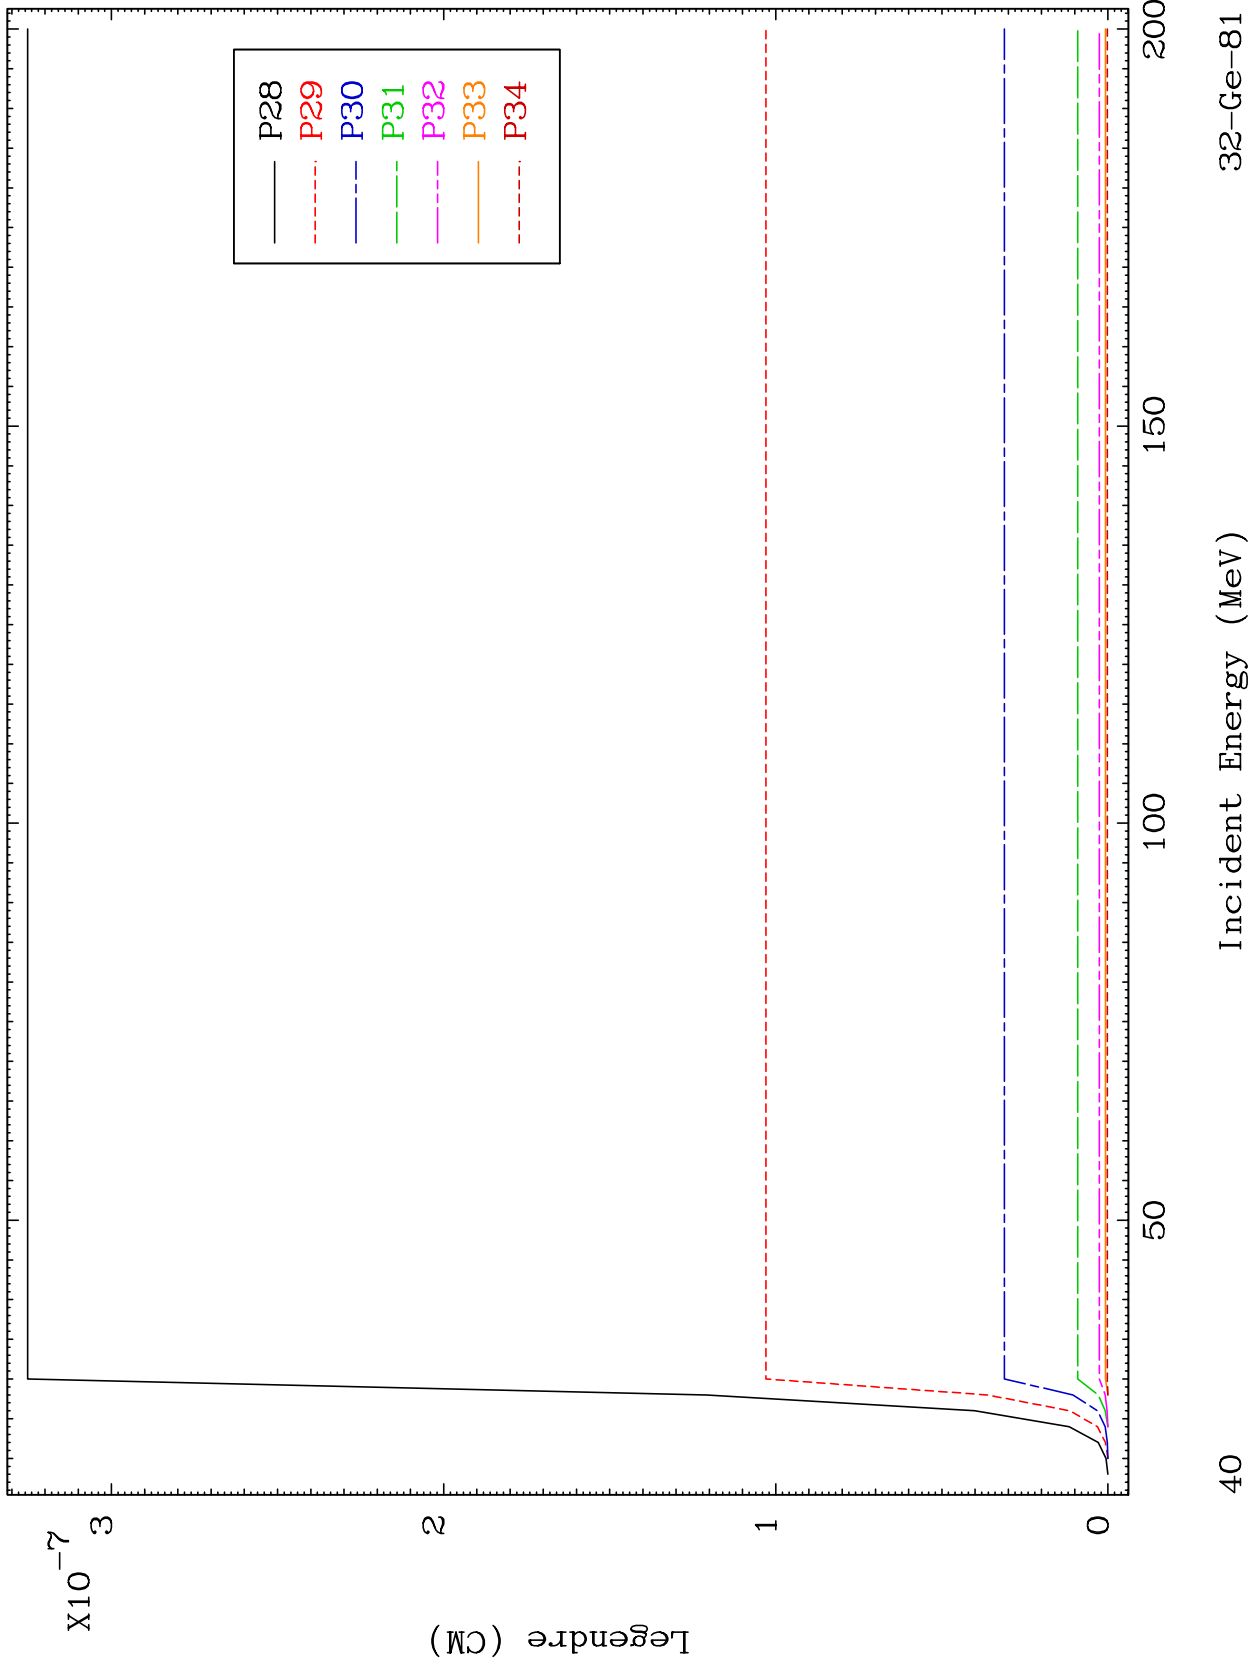 X10-7
3
2
1
0
Legendre (CM)
50
100
150
200
Incident Energy (MeV)
40
32-Ge-81
P28
P29
P30
P31
P32
P33
P34